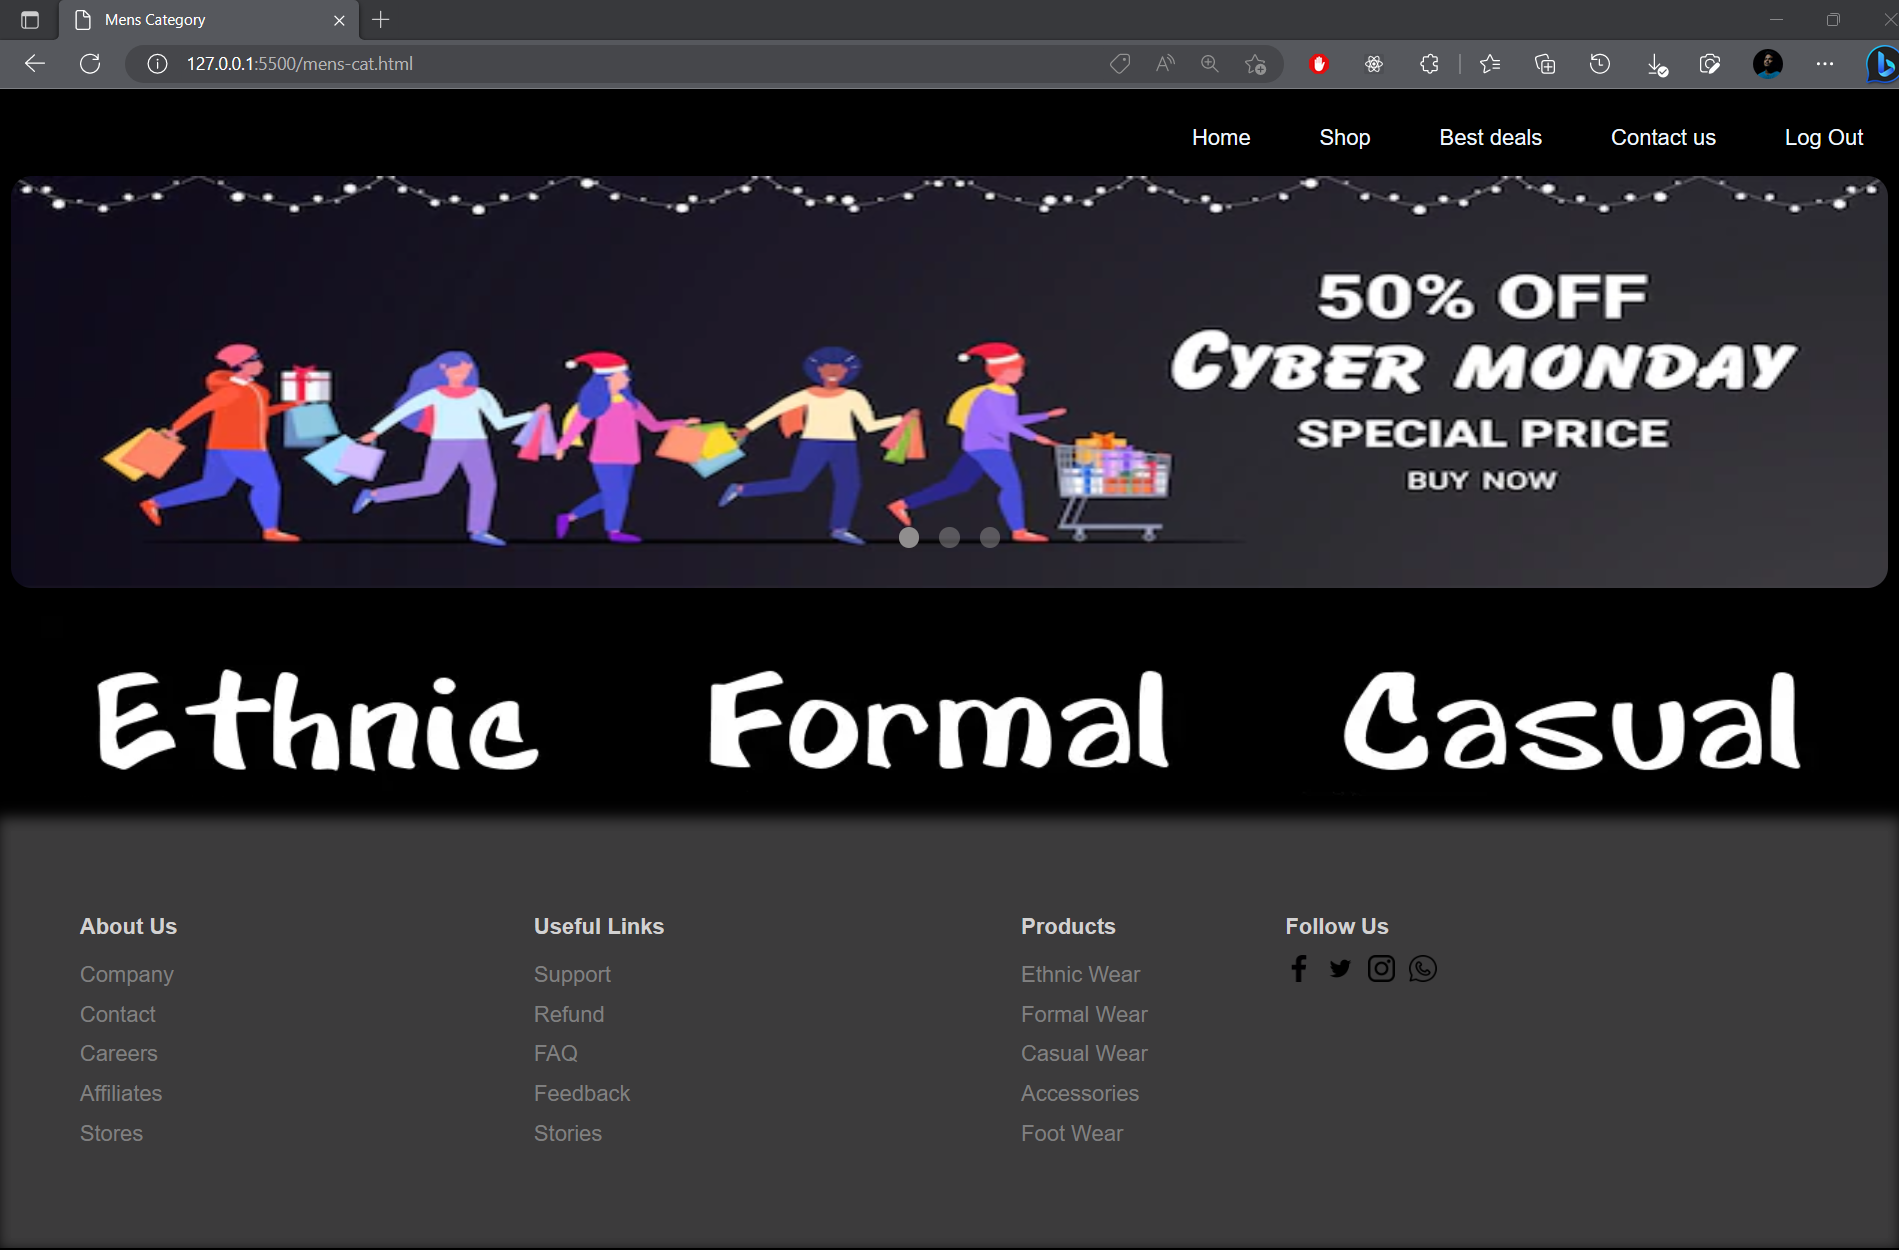 Mens Category
127.0.0.1:5500/mens-cat.html
Home Shop Best deals Contact us Log Out
50% OFF
CYBER MONDAY
SPECIAL PRICE
BUY NOW
Ethnic Formal Casual
About Us
Company
Contact
Careers
Affiliates
Stores
Useful Links
Support
Refund
FAQ
Feedback
Stories
Products
Ethnic Wear
Formal Wear
Casual Wear
Accessories
Foot Wear
Follow Us